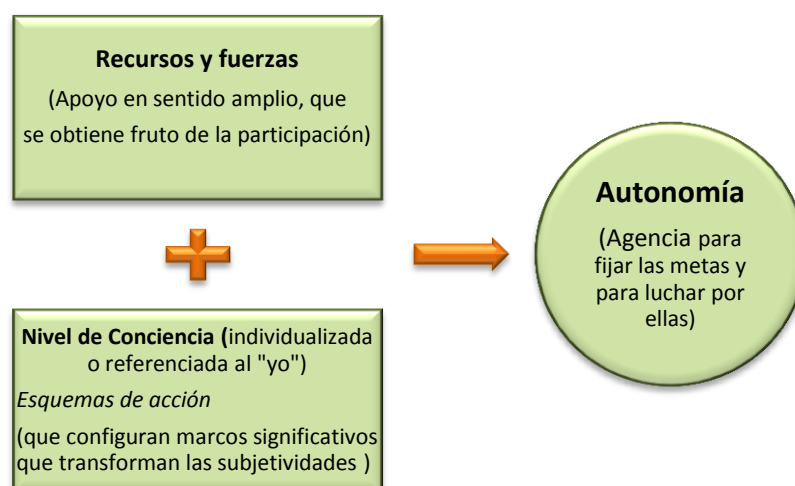 Recursos y fuerzas
(Apoyo en sentido amplio, que
se obtiene fruto de la participación)
Autonomía
(Agencia para
fijar las metas y
para luchar por
ellas)
Nivel de Conciencia (individualizada
o referenciada al "yo")
Esquemas de acción
(que configuran marcos significativos
que transforman las subjetividades )